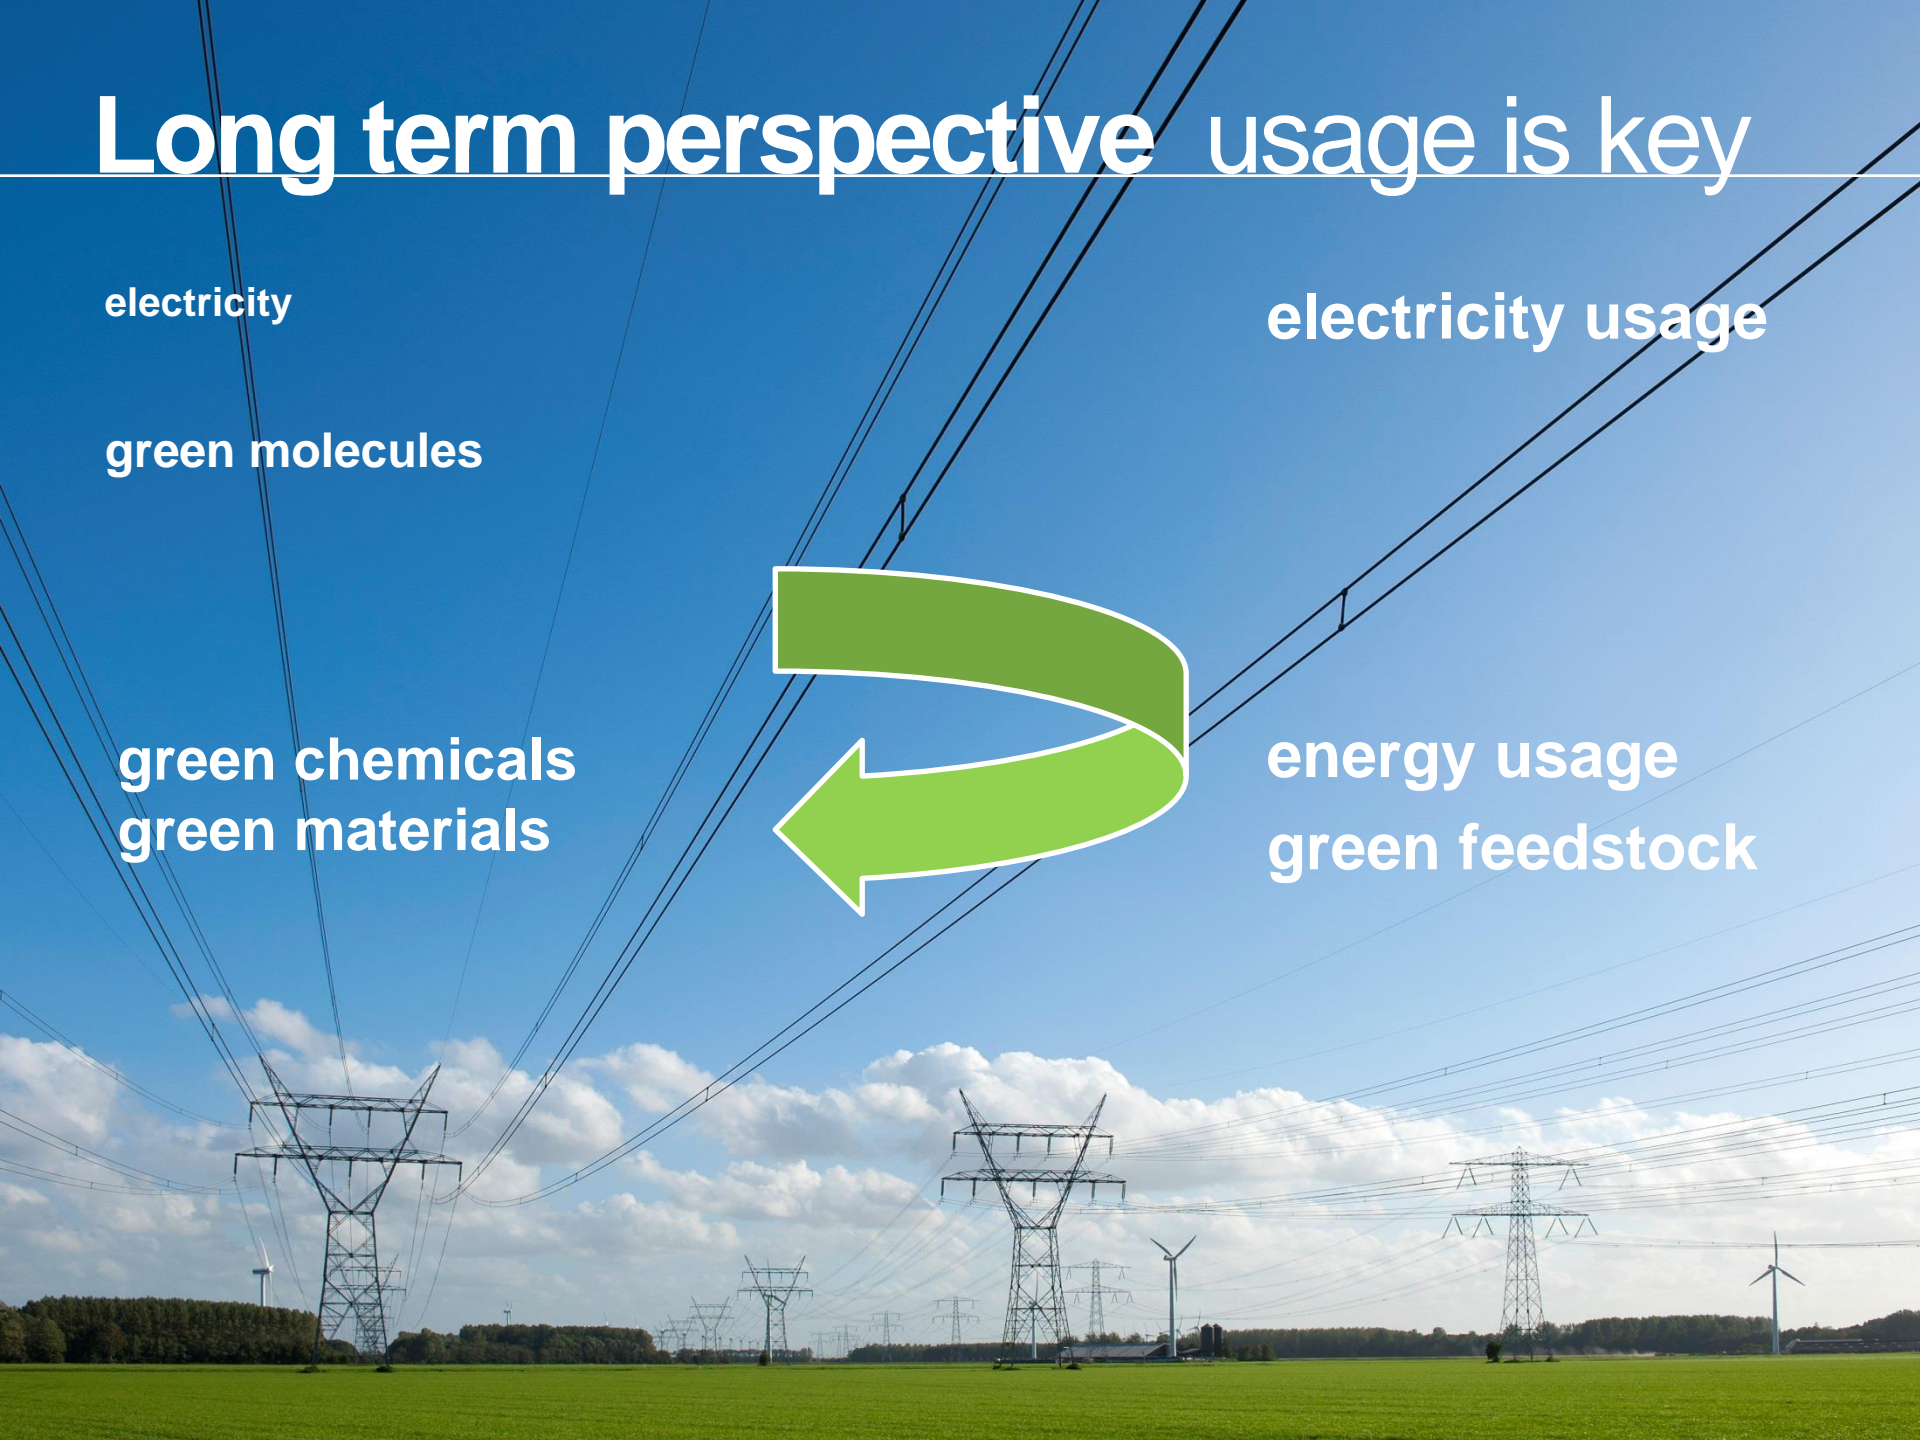 Long term perspective usage is key
electricity
electricity usage
green molecules
green chemicals
green materials
energy usage
green feedstock